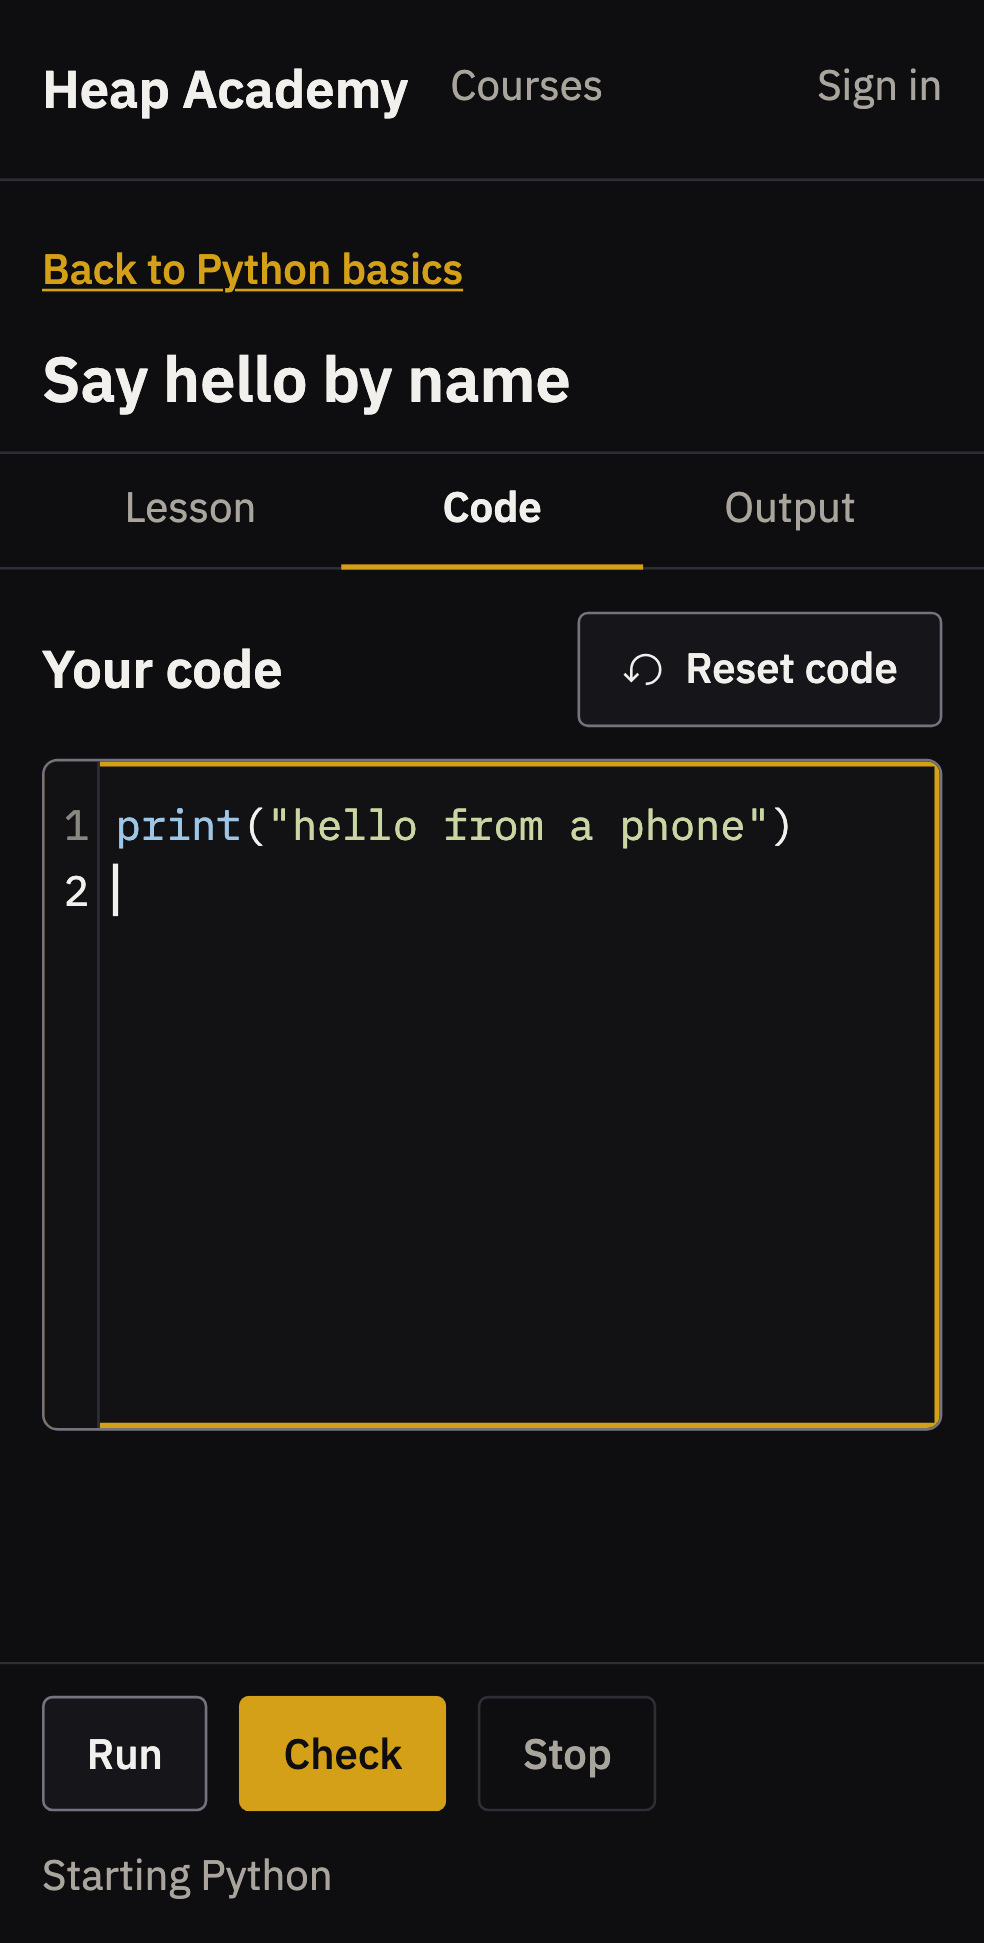 Heap Academy Courses Sign in
Back to Python basics
Say hello by name
Lesson Code Output
Your code Reset code
1 print("hello from a phone")
2
Run Check Stop
Starting Python